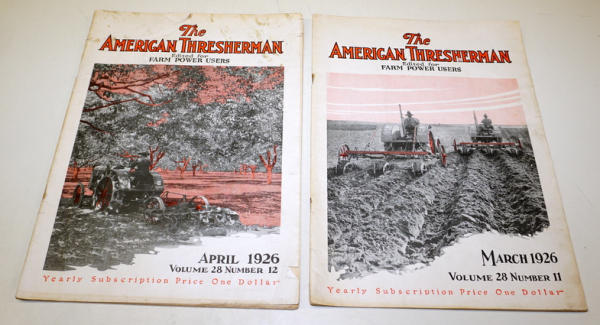 The
AMERICAN THRESHERMAN
Edited for
FARM POWER USERS
APRIL 1926
VOLUME 28 NUMBER 12
Yearly Subscription Price One Dollar
The
AMERICAN THRESHERMAN
Edited for
FARM POWER USERS
MARCH 1926
VOLUME 28 NUMBER 11
Yearly Subscription Price One Dollar